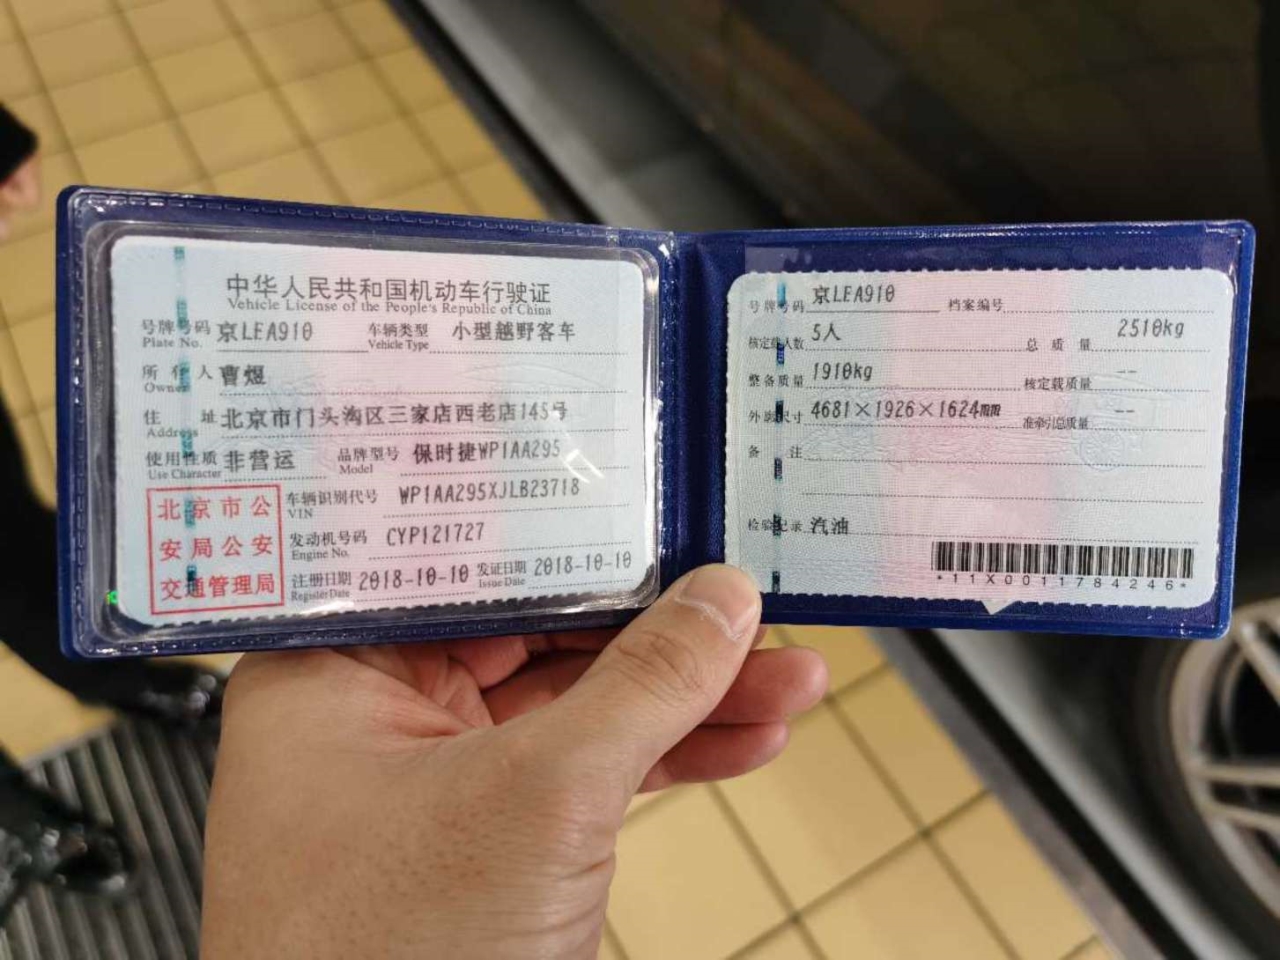 中华人民共和国机动车行驶证
Vehicle License of the People's Republic of China
号牌号码 京LEA910 车辆类型 小型越野客车
Plate No. Vehicle Type
所有人 曹煜
Owner
住 址 北京市门头沟区三家店西老店145号
Address
使用性质 非营运 品牌型号 保时捷WP1AA295
Use Character Model
北京市公
安局公安
交通管理局
车辆识别代号 WP1AA295XJLB23718
VIN
发动机号码 CYP121727
Engine No.
注册日期 2018-10-10 发证日期 2018-10-10
Register Date Issue Date
号牌号码 京LEA910 档案编号
核定载人数 5人 总 质 量 2510kg
整备质量 1910kg 核定载质量 --
外廓尺寸 4681×1926×1624mm 准牵引总质量 --
备 注
检验记录 汽油
*11X0011784246*